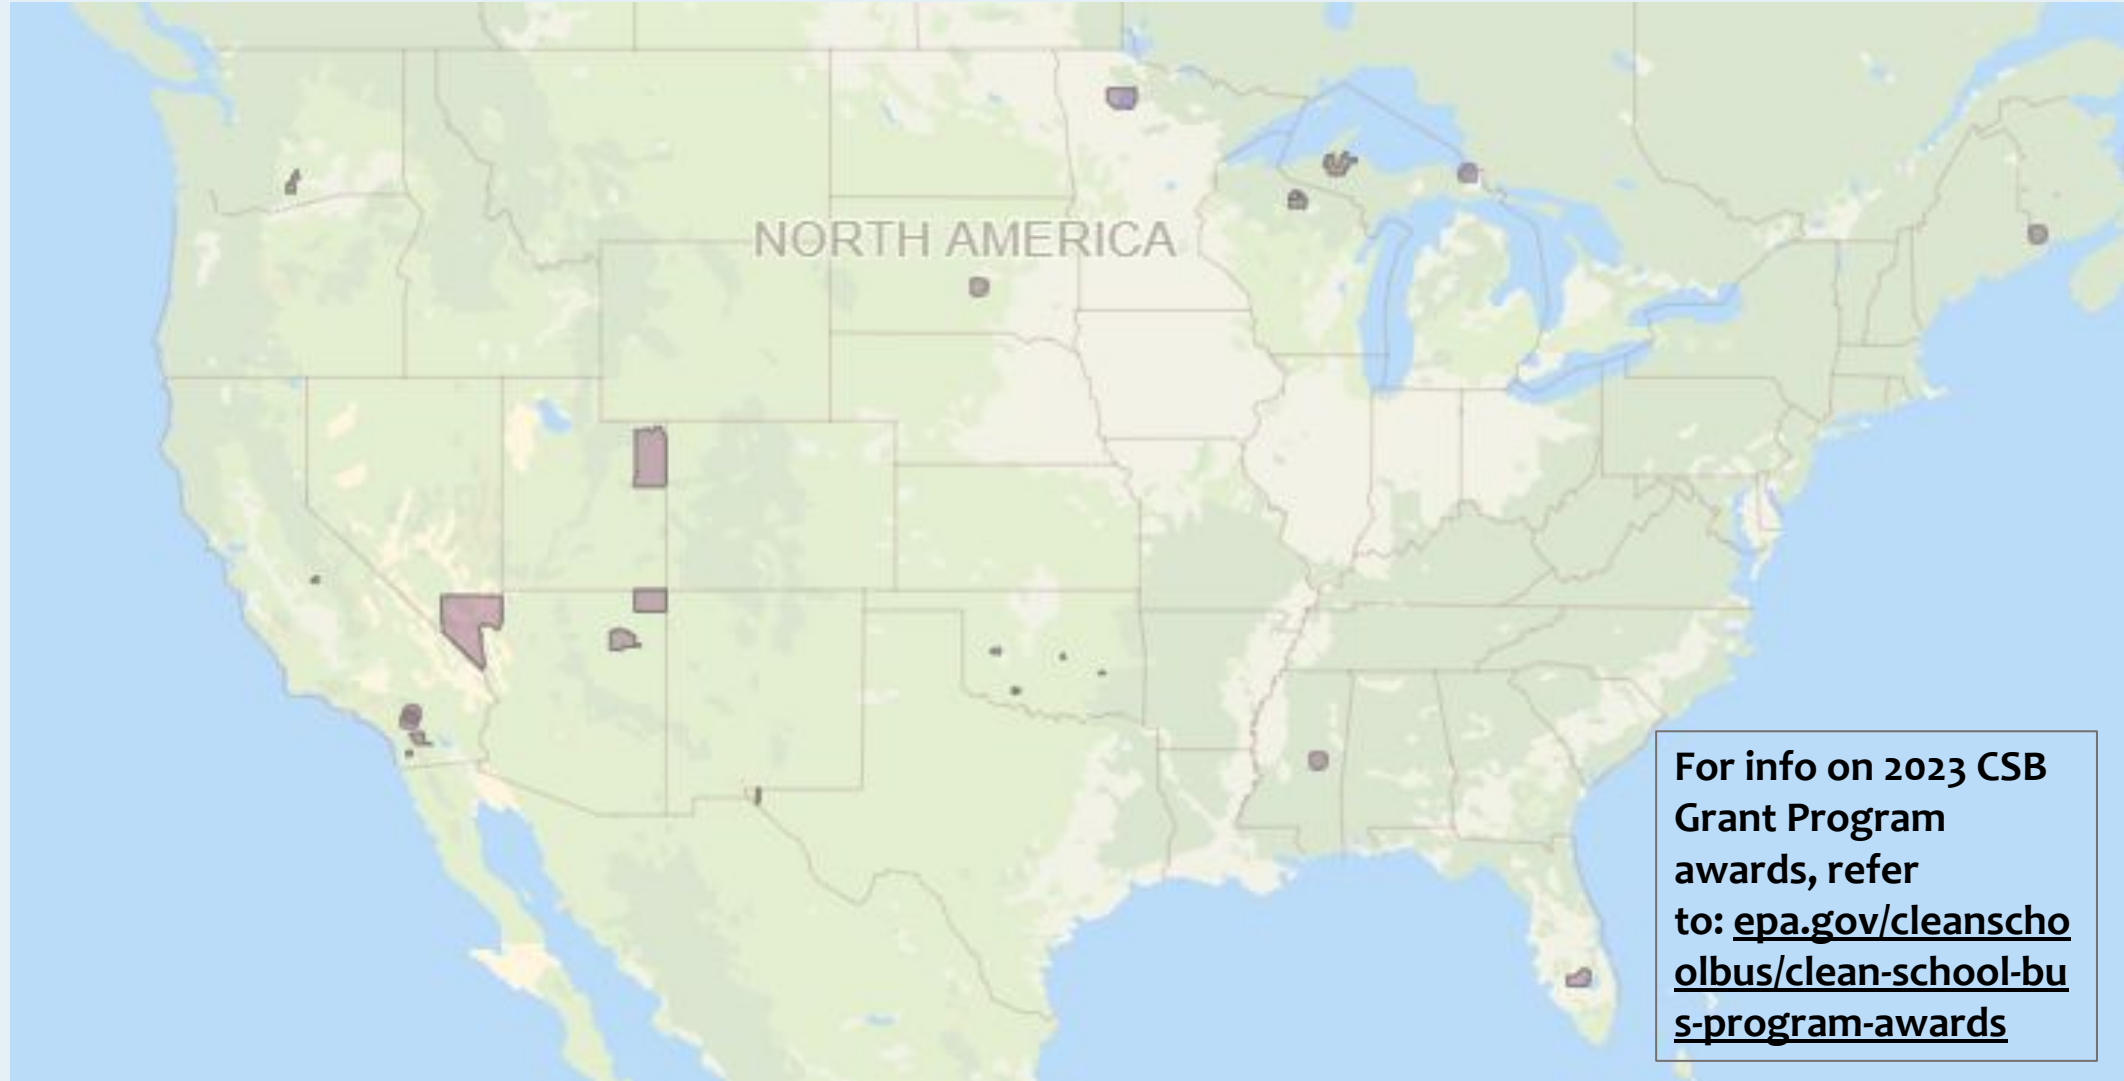 NORTH AMERICA
For info on 2023 CSB
Grant Program
awards, refer
to: epa.gov/cleanscho
olbus/clean-school-bu
s-program-awards